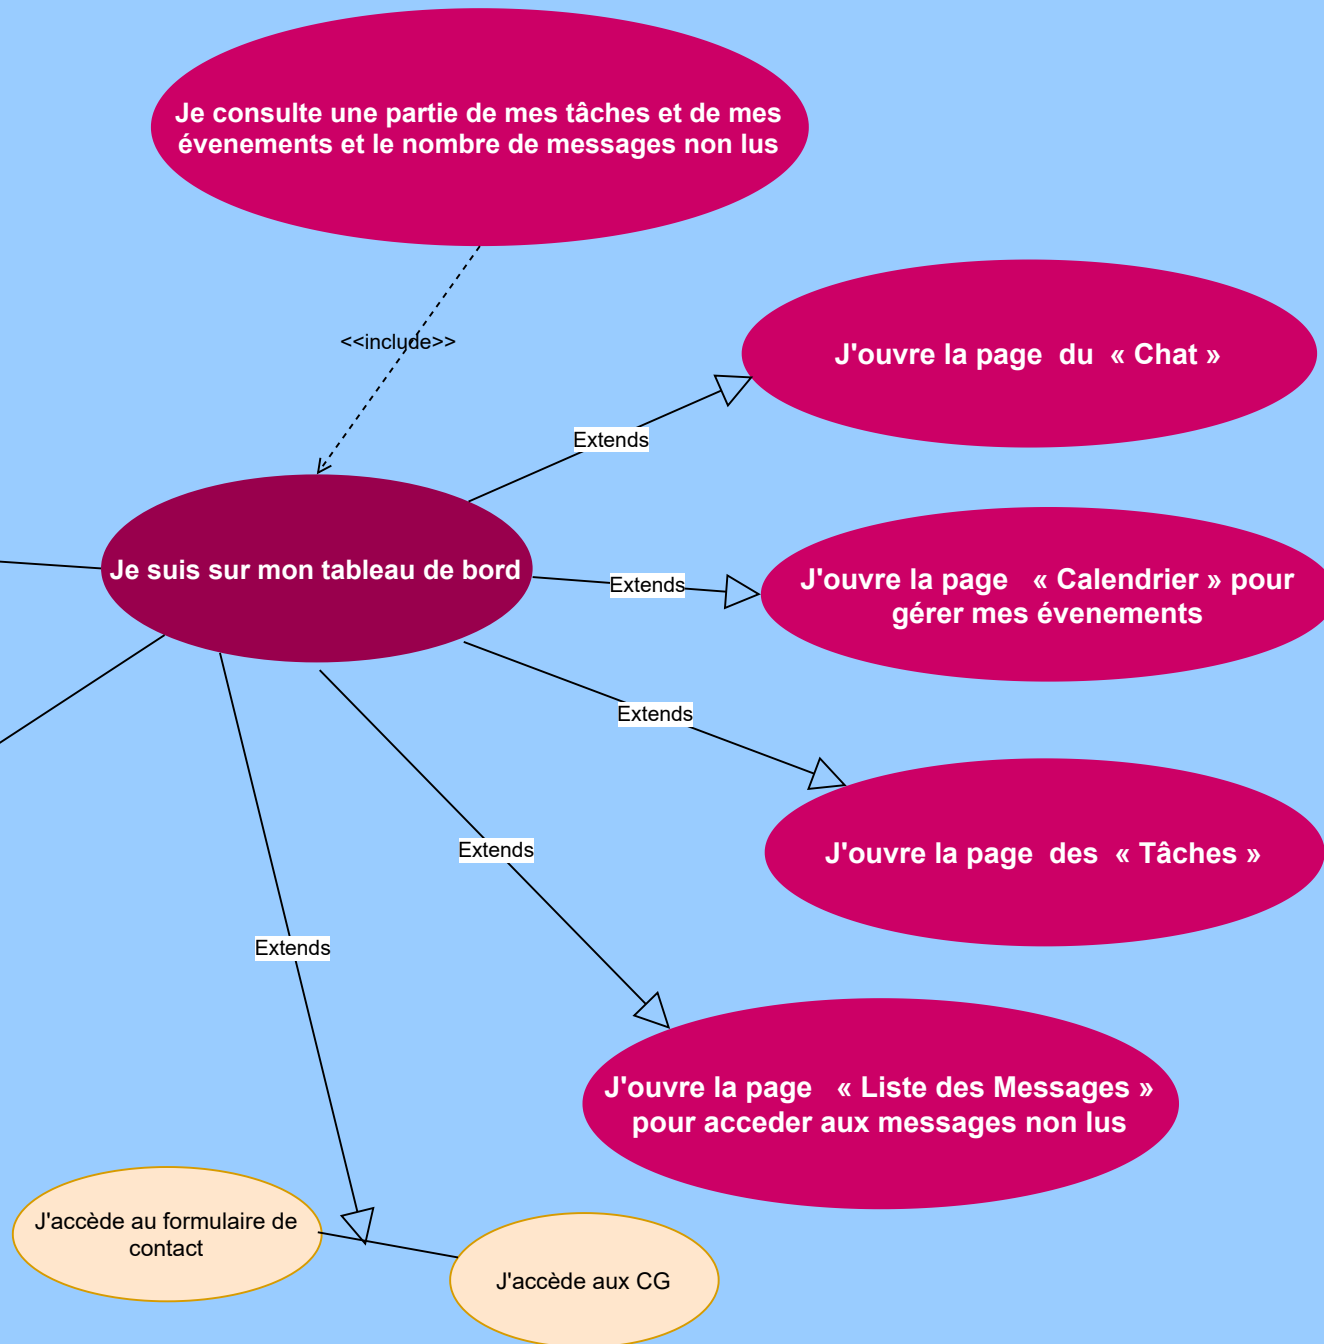 Je consulte une partie de mes tâches et de mes
évenements et le nombre de messages non lus
<<include>>
J'ouvre la page  du  « Chat »
Extends
Je suis sur mon tableau de bord
Extends
J'ouvre la page   « Calendrier » pour
gérer mes évenements
Extends
J'ouvre la page  des  « Tâches »
Extends
Extends
J'ouvre la page   « Liste des Messages »
pour acceder aux messages non lus
J'accède au formulaire de
contact
J'accède aux CG